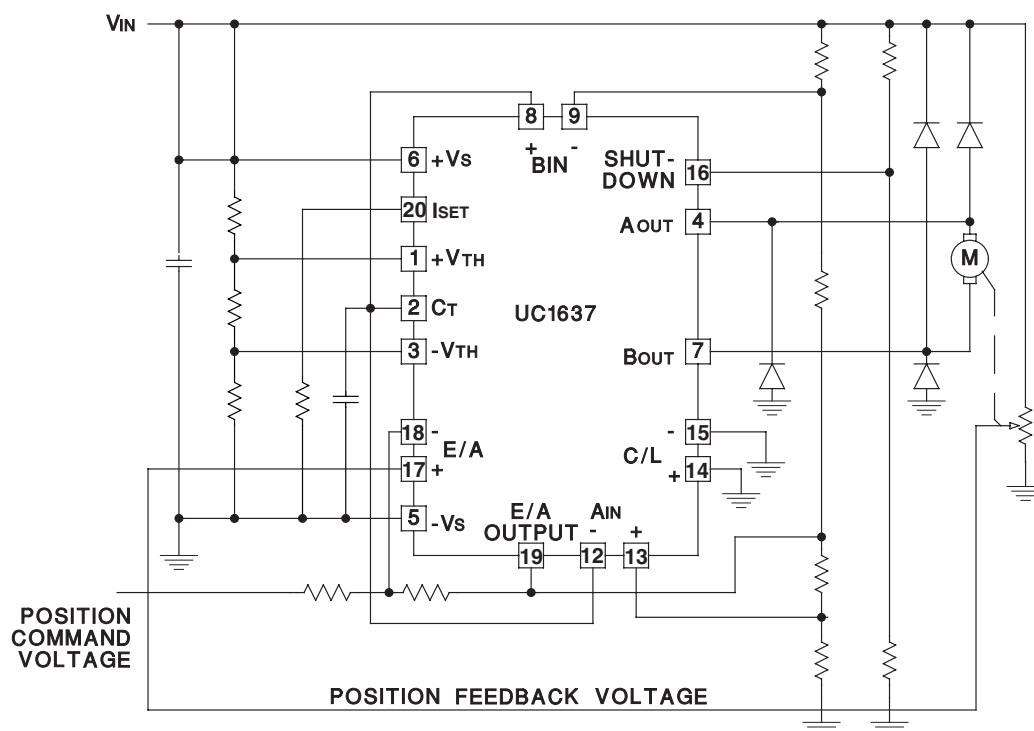 VIN
8
9
+ -
BIN
6 +VS
SHUT-
DOWN 16
20 ISET
AOUT 4
1 +VTH
M
2 CT
UC1637
3 -VTH
BOUT 7
18 -
E/A
17 +
- 15
C/L
+ 14
5 -VS
E/A
OUTPUT
AIN
- +
19
12
13
POSITION
COMMAND
VOLTAGE
POSITION FEEDBACK VOLTAGE